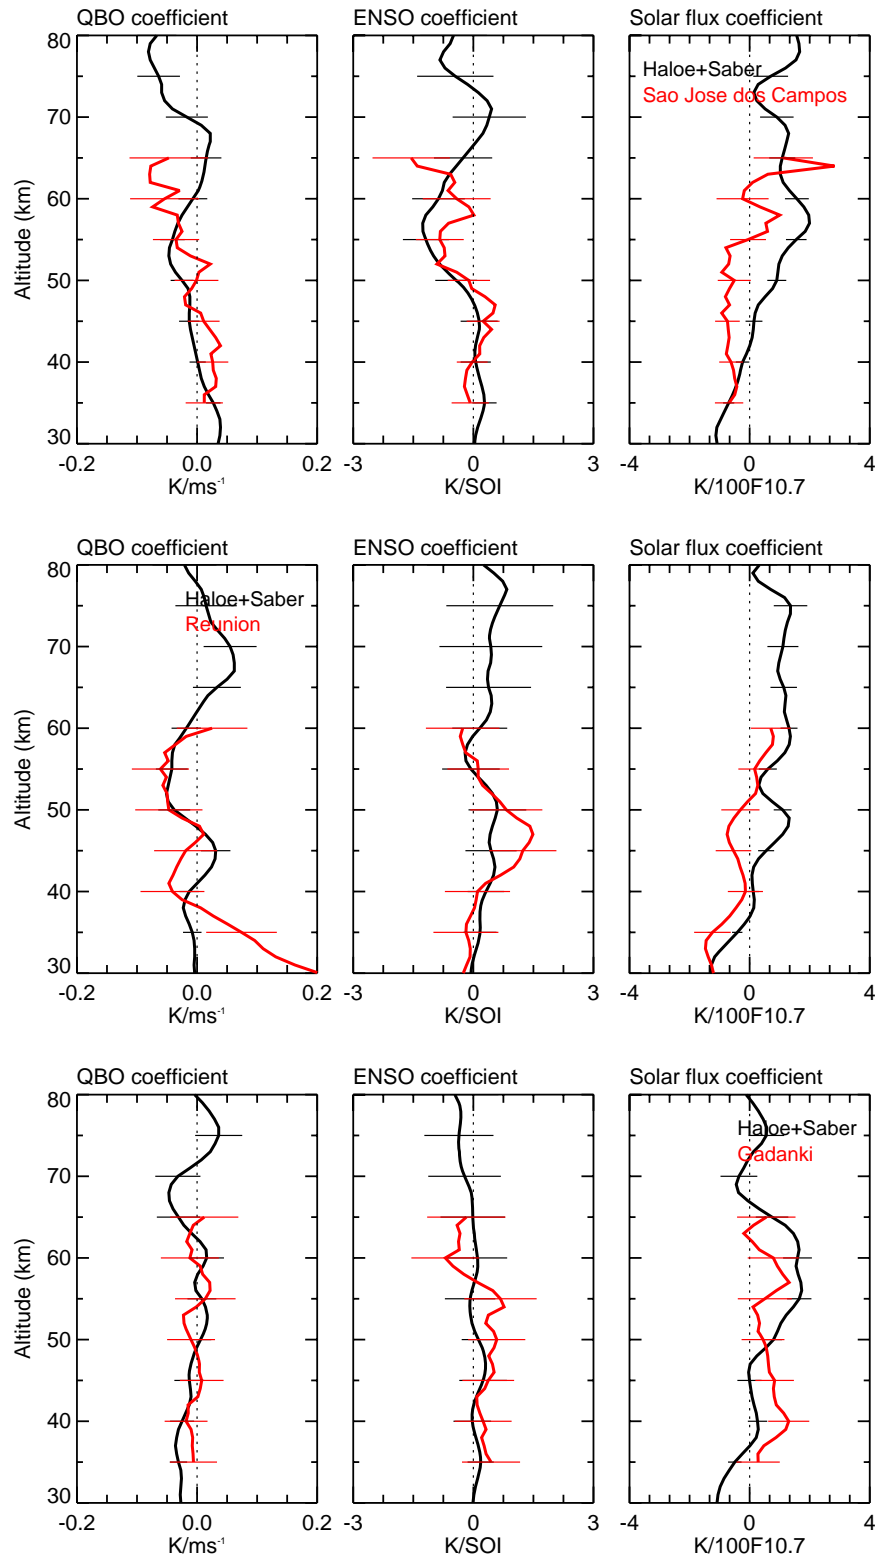 QBO coefficient ENSO coefficient Solar flux coefficient
80
Haloe+Saber
Sao Jose dos Campos
70
60
Altitude (km)
50
40
30
-0.2 0.0 0.2 -3 0 3 -4 0 4
K/ms⁻¹ K/SOI K/100F10.7
QBO coefficient ENSO coefficient Solar flux coefficient
80
Haloe+Saber
Reunion
70
60
Altitude (km)
50
40
30
-0.2 0.0 0.2 -3 0 3 -4 0 4
K/ms⁻¹ K/SOI K/100F10.7
QBO coefficient ENSO coefficient Solar flux coefficient
80
Haloe+Saber
Gadanki
70
60
Altitude (km)
50
40
30
-0.2 0.0 0.2 -3 0 3 -4 0 4
K/ms⁻¹ K/SOI K/100F10.7